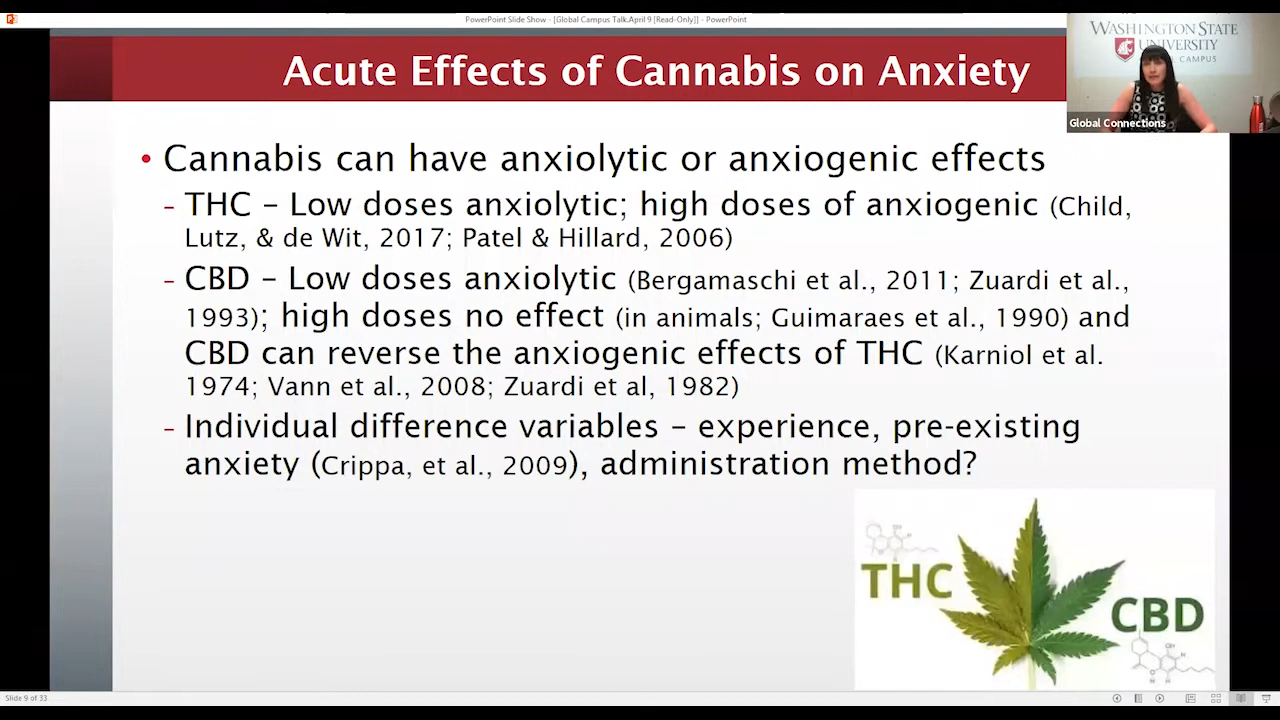 PowerPoint Slide Show - [Global Campus Talk.April 9 [Read-Only]] - PowerPoint
Acute Effects of Cannabis on Anxiety
WASHINGTON STATE
UNIVERSITY
CAMPUS
Global Connections
• Cannabis can have anxiolytic or anxiogenic effects
– THC – Low doses anxiolytic; high doses of anxiogenic (Child,
Lutz, & de Wit, 2017; Patel & Hillard, 2006)
– CBD – Low doses anxiolytic (Bergamaschi et al., 2011; Zuardi et al.,
1993); high doses no effect (in animals; Guimaraes et al., 1990) and
CBD can reverse the anxiogenic effects of THC (Karniol et al.
1974; Vann et al., 2008; Zuardi et al, 1982)
– Individual difference variables – experience, pre-existing
anxiety (Crippa, et al., 2009), administration method?
THC
CBD
Slide 9 of 33